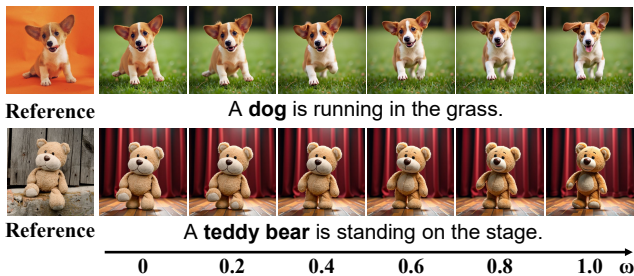 Reference
A dog is running in the grass.
Reference
A teddy bear is standing on the stage.
0 0.2 0.4 0.6 0.8 1.0 ω